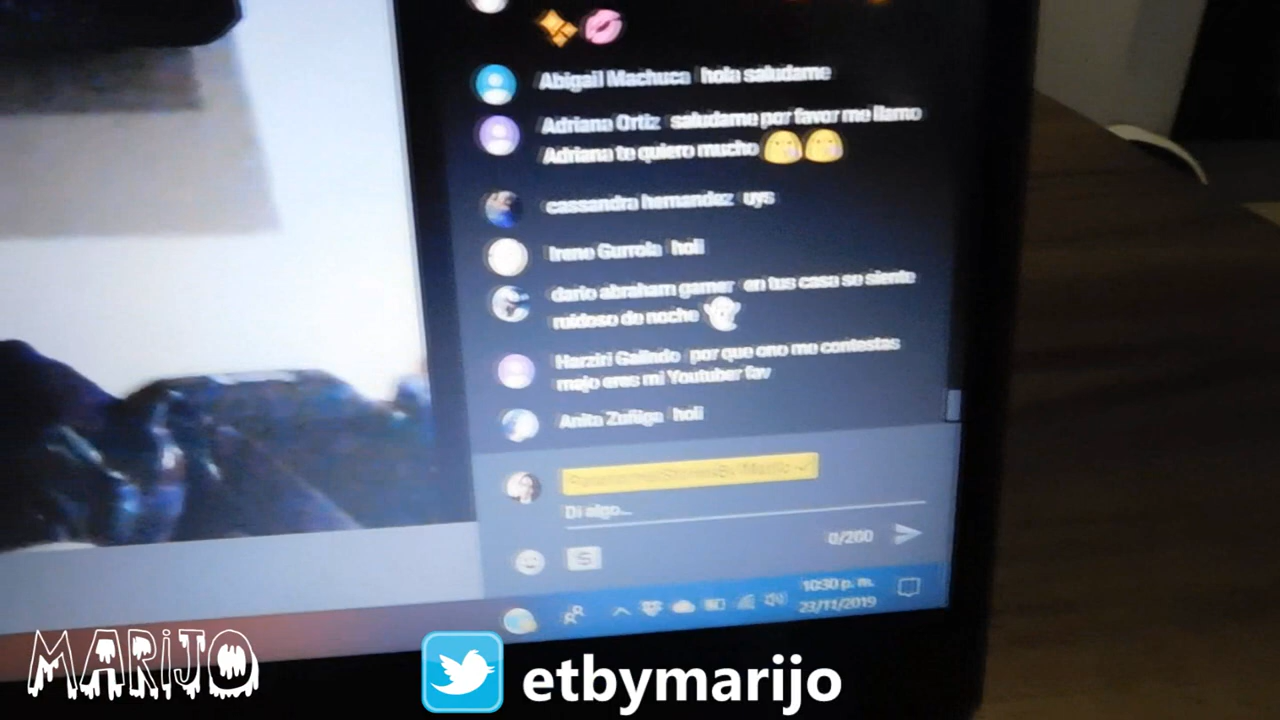 Abigail Machuca hola saludame
Adriana Ortiz saludame por favor me llamo
Adriana te quiero mucho
cassandra hernandez uys
Irene Gurrola holi
dario abraham gamer en tus casa se siente
ruidoso de noche
Harziri Galindo por que ono me contestas
majo eres mi Youtuber fav
Anita Zuñiga holi
Di algo...
0/200
10:30 p. m.
23/11/2019
MARiJO
etbymarijo